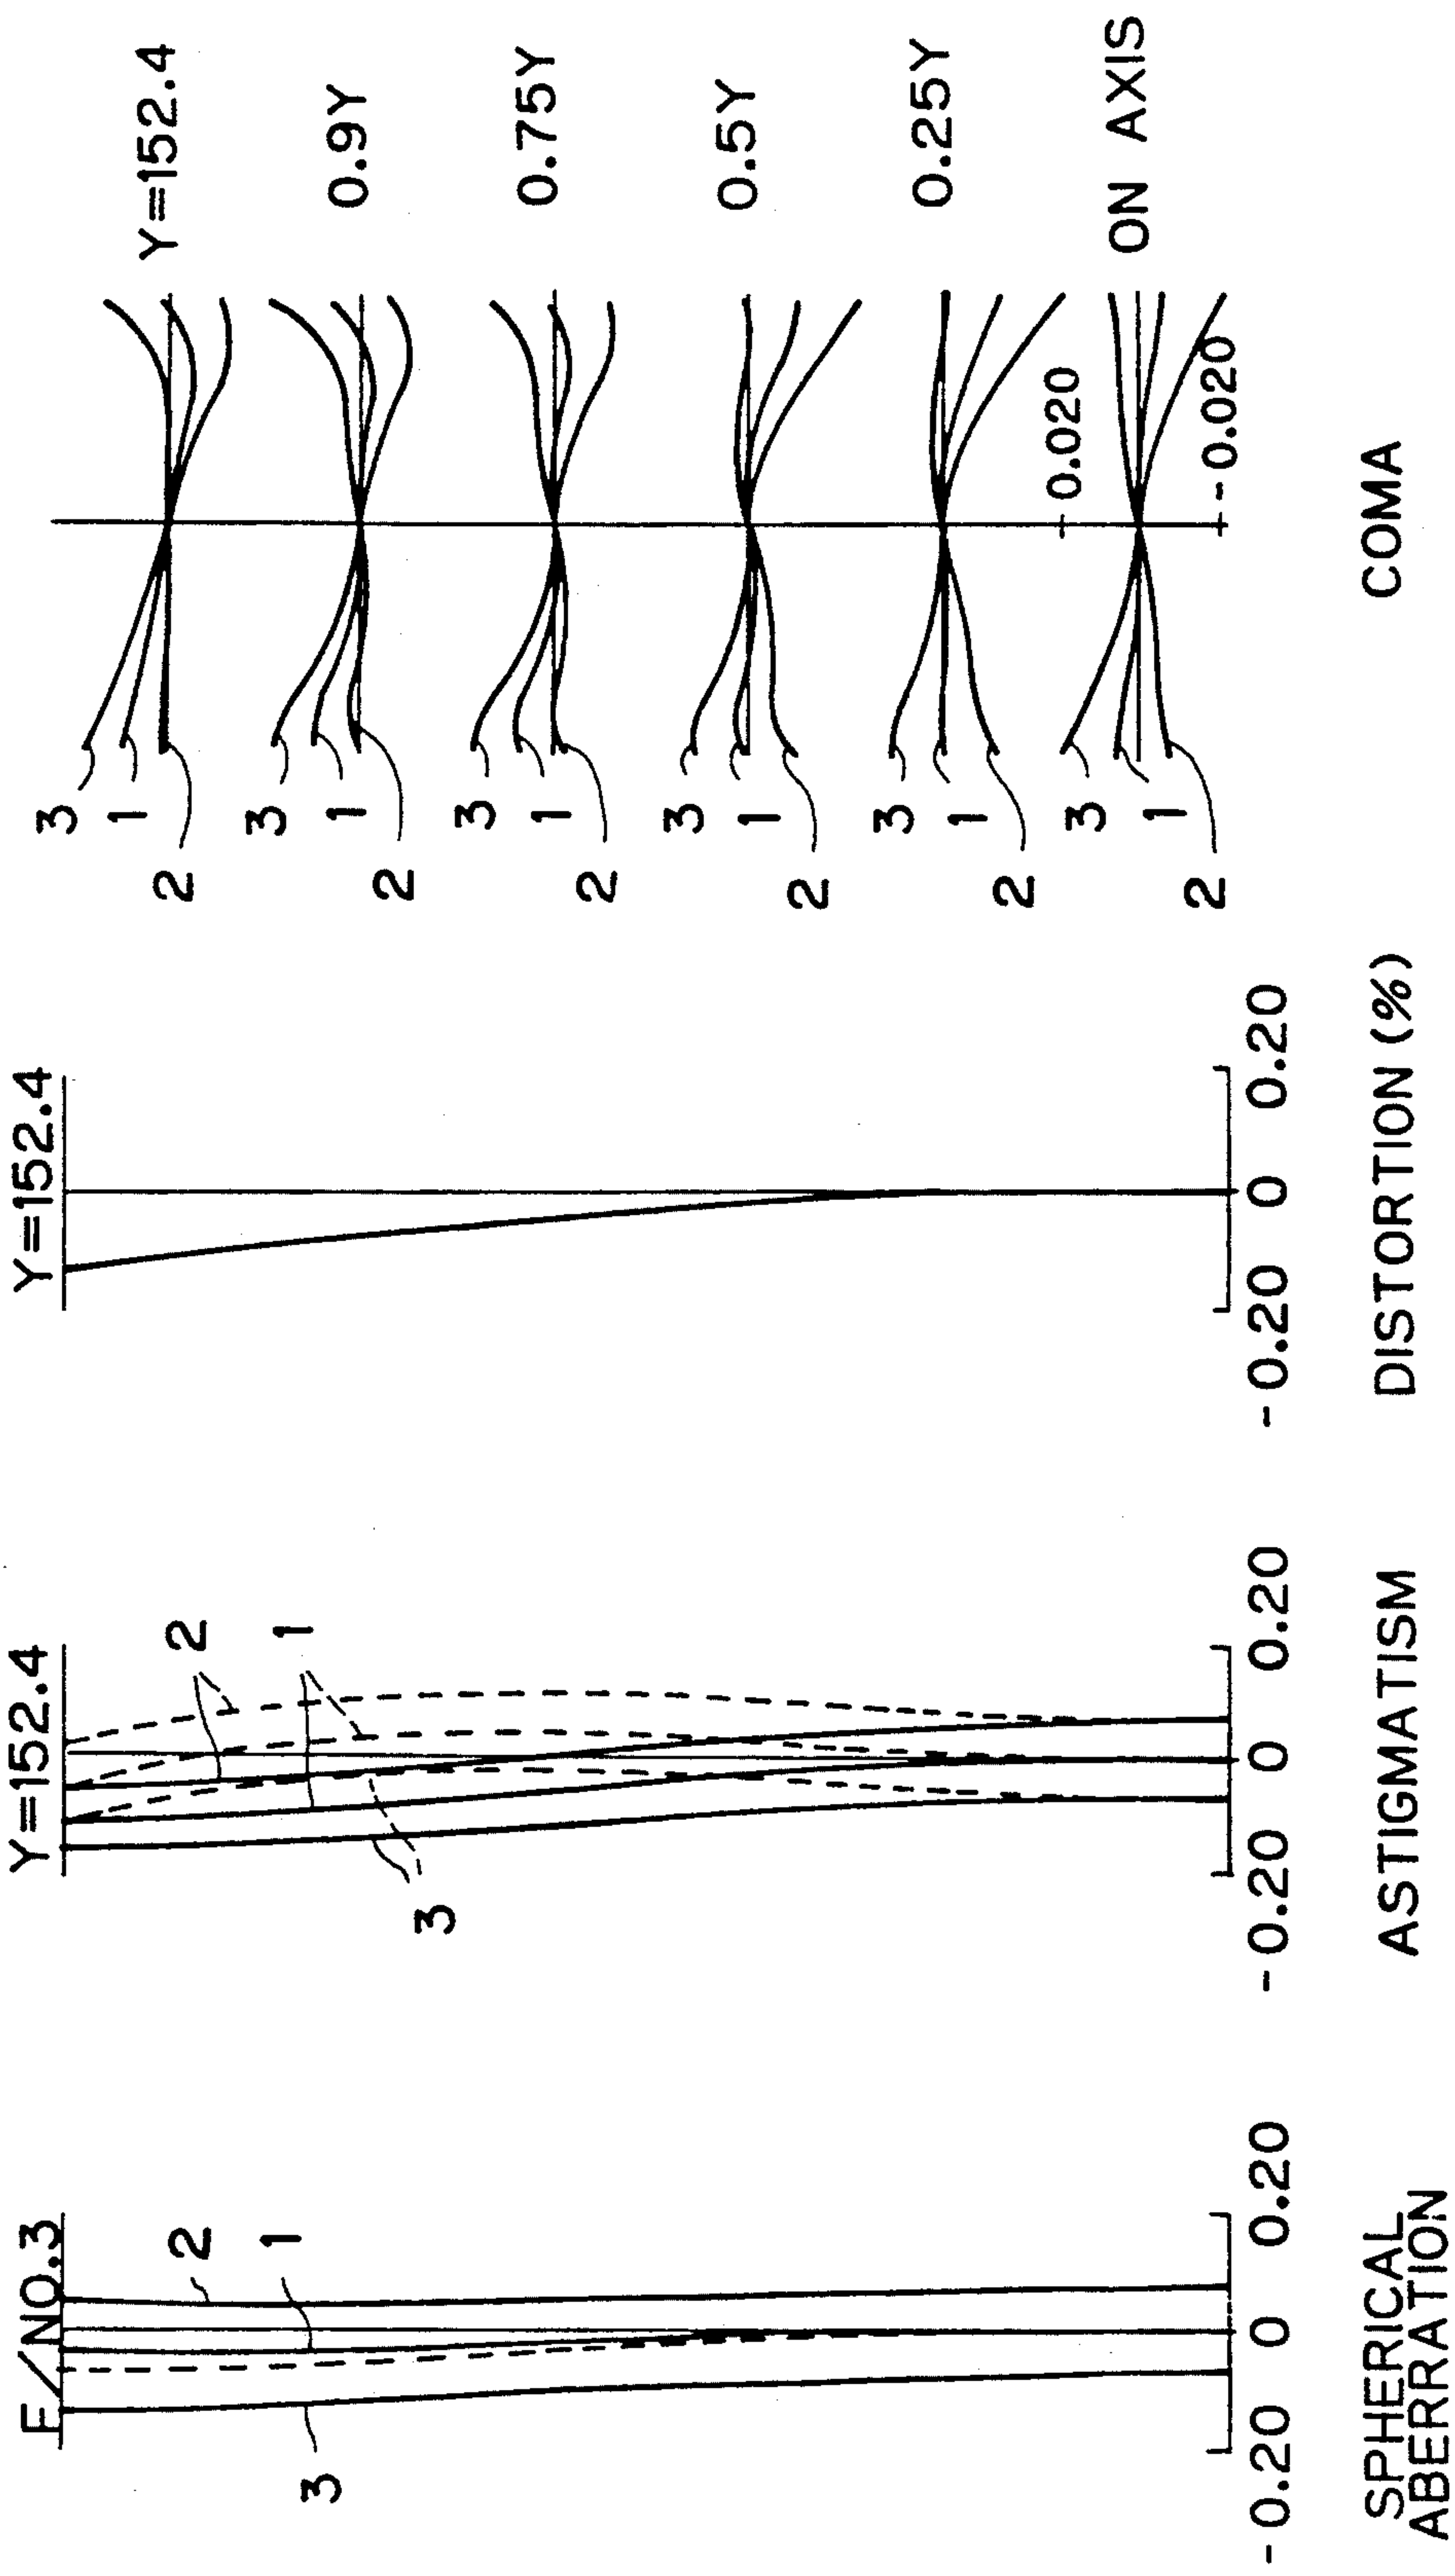 F/NO.3
2
1
3
-0.20 0 0.20
SPHERICAL
ABERRATION
Y=152.4
2
1
3
-0.20 0 0.20
ASTIGMATISM
Y=152.4
-0.20 0 0.20
DISTORTION (%)
3
1
2
Y=152.4
3
1
2
0.9Y
3
1
2
0.75Y
3
1
2
0.5Y
3
1
2
0.25Y
0.020
3
1
2
ON AXIS
-0.020
COMA